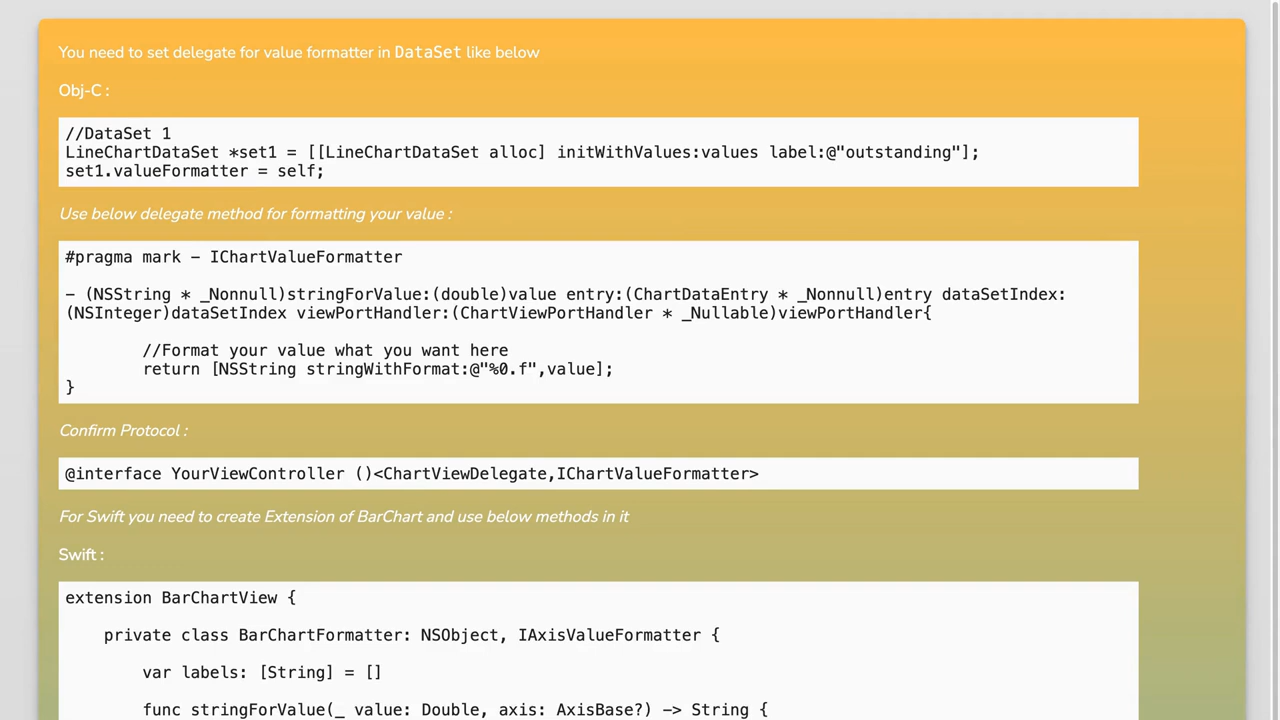 You need to set delegate for value formatter in DataSet like below
Obj-C :
//DataSet 1
LineChartDataSet *set1 = [[LineChartDataSet alloc] initWithValues:values label:@"outstanding"];
set1.valueFormatter = self;
Use below delegate method for formatting your value :
#pragma mark - IChartValueFormatter
- (NSString * _Nonnull)stringForValue:(double)value entry:(ChartDataEntry * _Nonnull)entry dataSetIndex:
(NSInteger)dataSetIndex viewPortHandler:(ChartViewPortHandler * _Nullable)viewPortHandler{
//Format your value what you want here
return [NSString stringWithFormat:@"%0.f",value];
}
Confirm Protocol :
@interface YourViewController ()<ChartViewDelegate,IChartValueFormatter>
For Swift you need to create Extension of BarChart and use below methods in it
Swift :
extension BarChartView {
private class BarChartFormatter: NSObject, IAxisValueFormatter {
var labels: [String] = []
func stringForValue(_ value: Double, axis: AxisBase?) -> String {